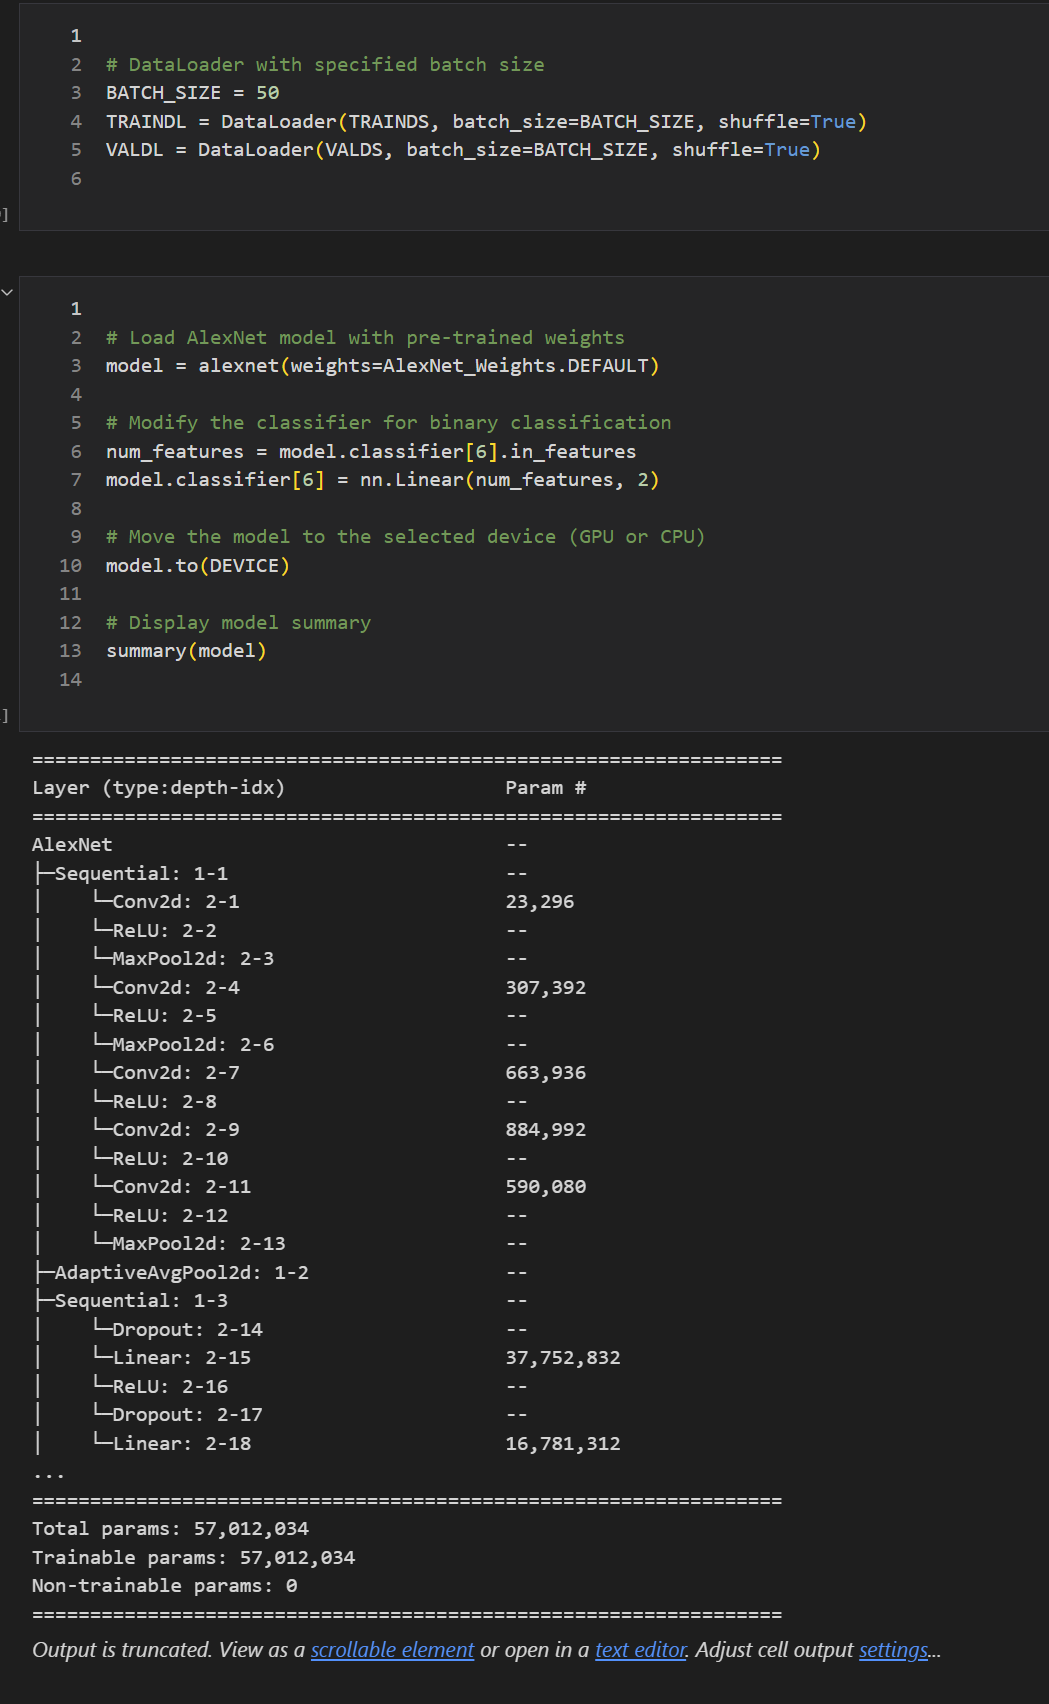 1
2 # DataLoader with specified batch size
3 BATCH_SIZE = 50
4 TRAINDL = DataLoader(TRAINDS, batch_size=BATCH_SIZE, shuffle=True)
5 VALDL = DataLoader(VALDS, batch_size=BATCH_SIZE, shuffle=True)
6
]
1
2 # Load AlexNet model with pre-trained weights
3 model = alexnet(weights=AlexNet_Weights.DEFAULT)
4
5 # Modify the classifier for binary classification
6 num_features = model.classifier[6].in_features
7 model.classifier[6] = nn.Linear(num_features, 2)
8
9 # Move the model to the selected device (GPU or CPU)
10 model.to(DEVICE)
11
12 # Display model summary
13 summary(model)
14
]
=================================================================
Layer (type:depth-idx)                   Param #
=================================================================
AlexNet                                  --
├─Sequential: 1-1                        --
│    └─Conv2d: 2-1                       23,296
│    └─ReLU: 2-2                         --
│    └─MaxPool2d: 2-3                    --
│    └─Conv2d: 2-4                       307,392
│    └─ReLU: 2-5                         --
│    └─MaxPool2d: 2-6                    --
│    └─Conv2d: 2-7                       663,936
│    └─ReLU: 2-8                         --
│    └─Conv2d: 2-9                       884,992
│    └─ReLU: 2-10                        --
│    └─Conv2d: 2-11                      590,080
│    └─ReLU: 2-12                        --
│    └─MaxPool2d: 2-13                   --
├─AdaptiveAvgPool2d: 1-2                 --
├─Sequential: 1-3                        --
│    └─Dropout: 2-14                     --
│    └─Linear: 2-15                      37,752,832
│    └─ReLU: 2-16                        --
│    └─Dropout: 2-17                     --
│    └─Linear: 2-18                      16,781,312
...
=================================================================
Total params: 57,012,034
Trainable params: 57,012,034
Non-trainable params: 0
=================================================================
Output is truncated. View as a scrollable element or open in a text editor. Adjust cell output settings...